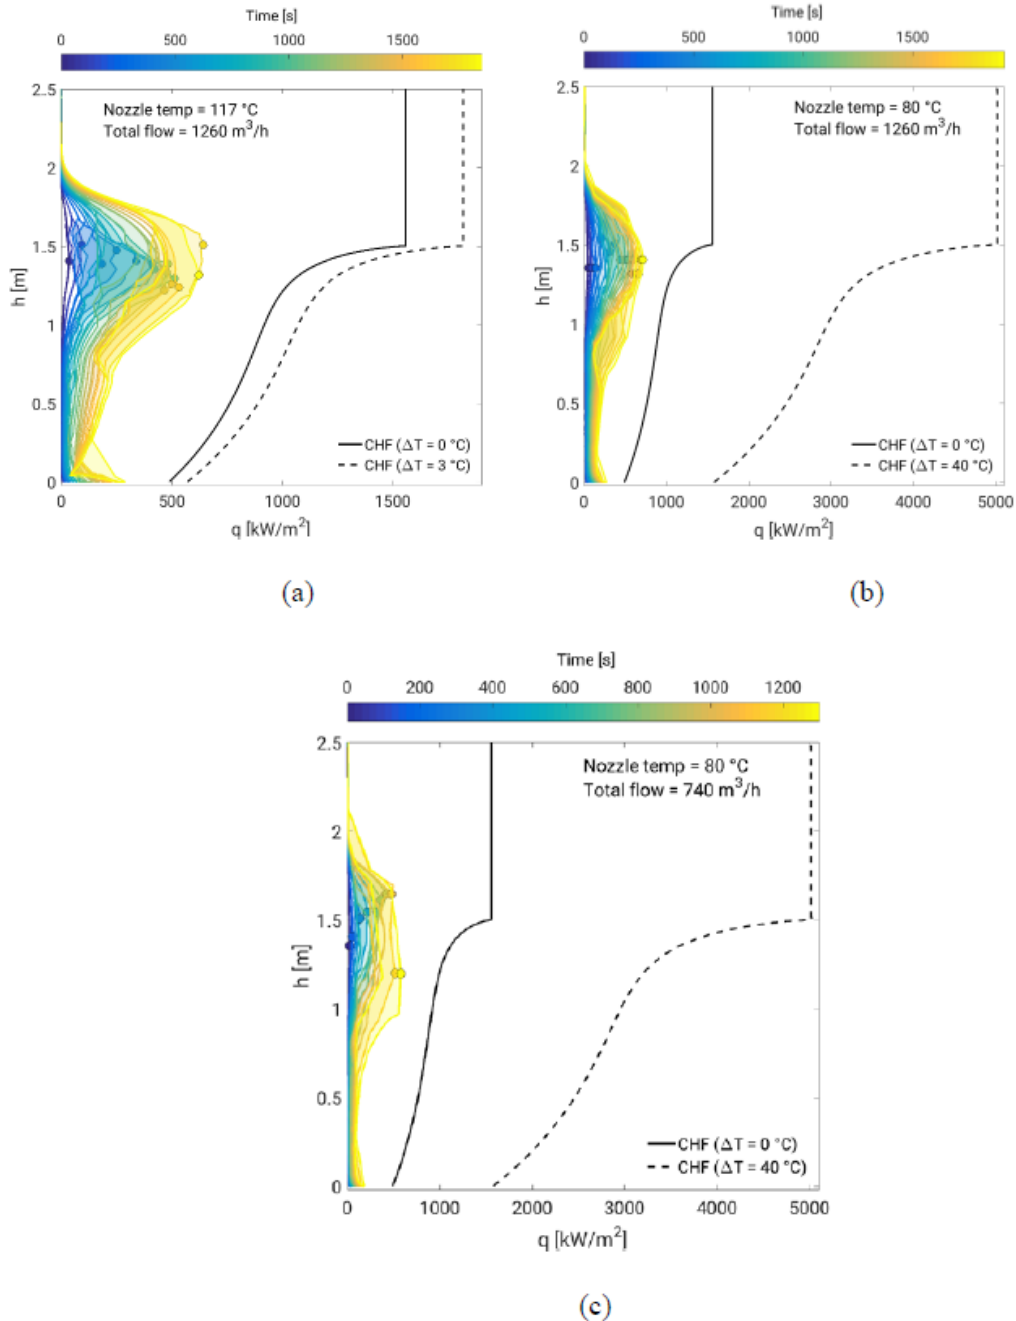 Time [s]
0 500 1000 1500
2.5
2
1.5
1
0.5
0
h [m]
Nozzle temp = 117 °C
Total flow = 1260 m³/h
CHF (ΔT = 0 °C)
CHF (ΔT = 3 °C)
0 500 1000 1500
q [kW/m²]
(a)
Time [s]
0 500 1000 1500
2.5
2
1.5
1
0.5
0
h [m]
Nozzle temp = 80 °C
Total flow = 1260 m³/h
CHF (ΔT = 0 °C)
CHF (ΔT = 40 °C)
0 1000 2000 3000 4000 5000
q [kW/m²]
(b)
Time [s]
0 200 400 600 800 1000 1200
2.5
2
1.5
1
0.5
0
h [m]
Nozzle temp = 80 °C
Total flow = 740 m³/h
CHF (ΔT = 0 °C)
CHF (ΔT = 40 °C)
0 1000 2000 3000 4000 5000
q [kW/m²]
(c)